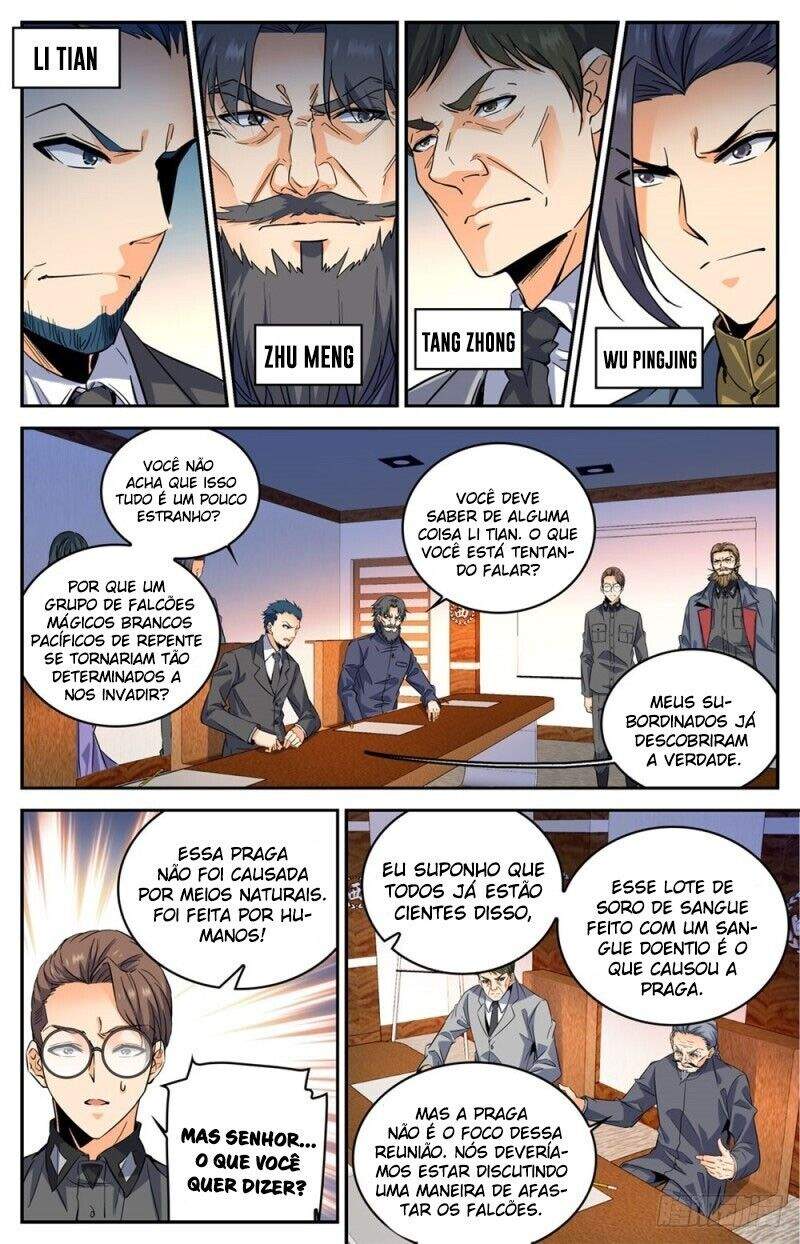 LI TIAN
ZHU MENG
TANG ZHONG
WU PINGJING
VOCÊ NÃO
ACHA QUE ISSO
TUDO É UM POUCO
ESTRANHO?
POR QUE UM
GRUPO DE FALCÕES
MÁGICOS BRANCOS
PACÍFICOS DE REPENTE
SE TORNARIAM TÃO
DETERMINADOS A
NOS INVADIR?
VOCÊ DEVE
SABER DE ALGUMA
COISA LI TIAN. O QUE
VOCÊ ESTÁ TENTAN-
DO FALAR?
MEUS SU-
BORDINADOS JÁ
DESCOBRIRAM
A VERDADE.
ESSA PRAGA
NÃO FOI CAUSADA
POR MEIOS NATURAIS.
FOI FEITA POR HU-
MANOS!
MAS SENHOR...
O QUE VOCÊ
QUER DIZER?
EU SUPONHO QUE
TODOS JÁ ESTÃO
CIENTES DISSO,
ESSE LOTE DE
SORO DE SANGUE
FEITO COM UM SAN-
GUE DOENTIO É O
QUE CAUSOU A
PRAGA.
MAS A PRAGA
NÃO É O FOCO DESSA
REUNIÃO. NÓS DEVERÍA-
MOS ESTAR DISCUTINDO
UMA MANEIRA DE AFAS-
TAR OS FALCÕES.